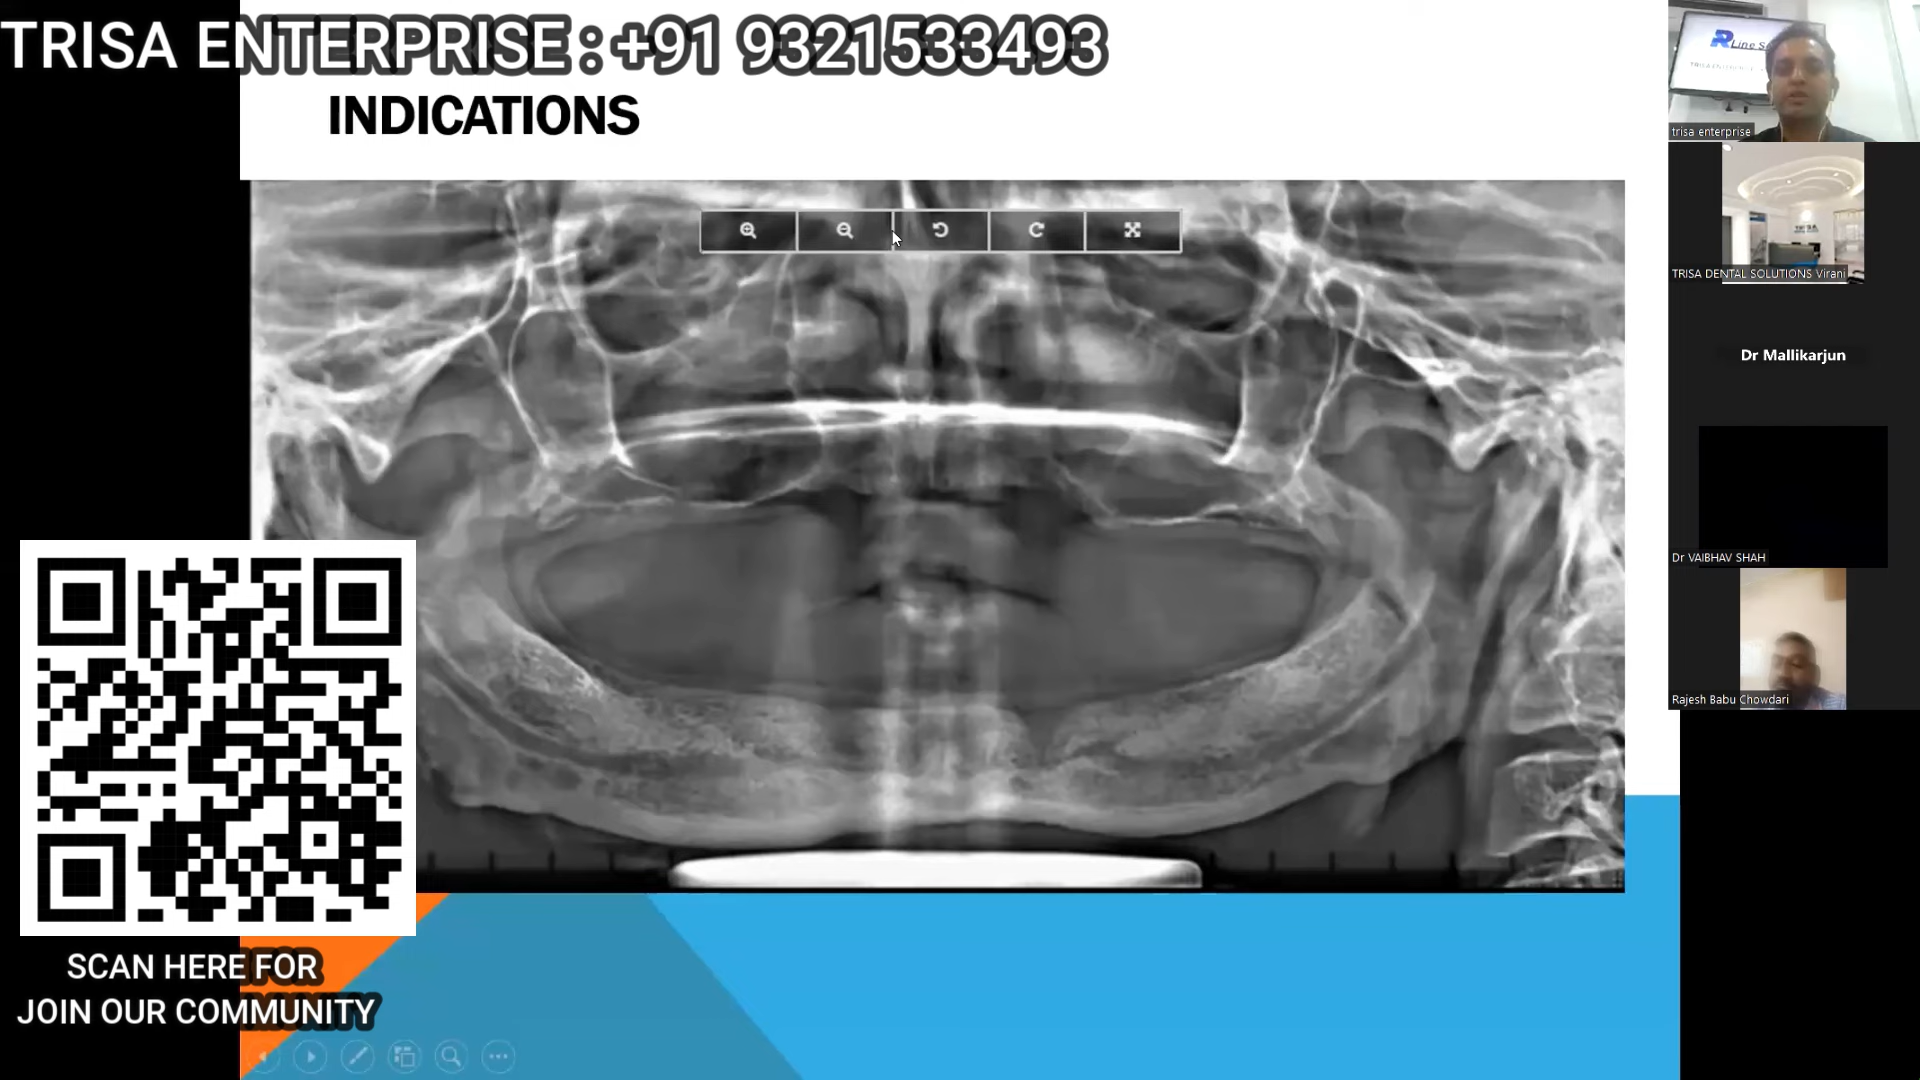 TRISA ENTERPRISE : +91 9321533493
INDICATIONS
SCAN HERE FOR
JOIN OUR COMMUNITY
trisa enterprise
TRISA DENTAL SOLUTIONS Virani
Dr Mallikarjun
Dr VAIBHAV SHAH
Rajesh Babu Chowdari